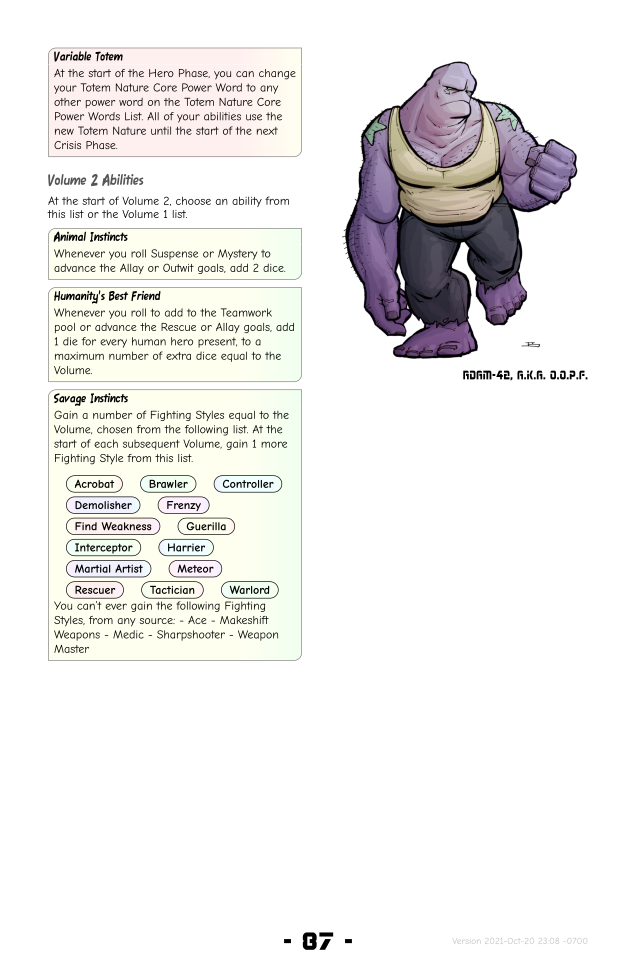 Variable Totem
At the start of the Hero Phase, you can change
your Totem Nature Core Power Word to any
other power word on the Totem Nature Core
Power Words List. All of your abilities use the
new Totem Nature until the start of the next
Crisis Phase.
Volume 2 Abilities
At the start of Volume 2, choose an ability from
this list or the Volume 1 list.
Animal Instincts
Whenever you roll Suspense or Mystery to
advance the Allay or Outwit goals, add 2 dice.
Humanity's Best Friend
Whenever you roll to add to the Teamwork
pool or advance the Rescue or Allay goals, add
1 die for every human hero present, to a
maximum number of extra dice equal to the
Volume.
Savage Instincts
Gain a number of Fighting Styles equal to the
Volume, chosen from the following list. At the
start of each subsequent Volume, gain 1 more
Fighting Style from this list.
Acrobat Brawler Controller
Demolisher Frenzy
Find Weakness Guerilla
Interceptor Harrier
Martial Artist Meteor
Rescuer Tactician Warlord
You can't ever gain the following Fighting
Styles, from any source: - Ace - Makeshift
Weapons - Medic - Sharpshooter - Weapon
Master
ADAM-42, A.K.A. O.O.P.F.
- 87 -
Version 2021-Oct-20 23:08 -0700